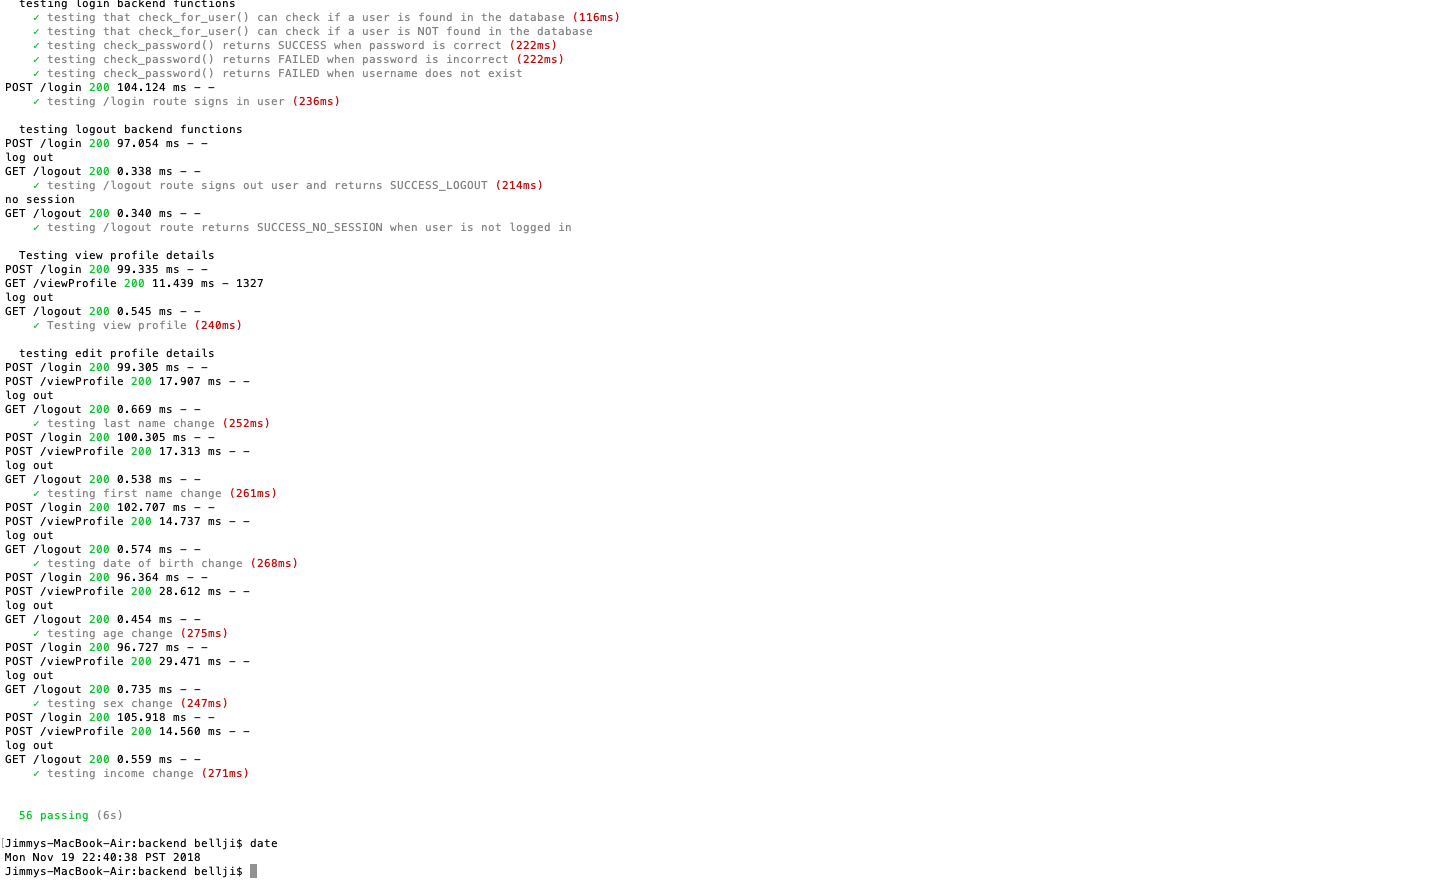 testing login backend functions
✓ testing that check_for_user() can check if a user is found in the database (116ms)
✓ testing that check_for_user() can check if a user is NOT found in the database
✓ testing check_password() returns SUCCESS when password is correct (222ms)
✓ testing check_password() returns FAILED when password is incorrect (222ms)
✓ testing check_password() returns FAILED when username does not exist
POST /login 200 104.124 ms - -
✓ testing /login route signs in user (236ms)
testing logout backend functions
POST /login 200 97.054 ms - -
log out
GET /logout 200 0.338 ms - -
✓ testing /logout route signs out user and returns SUCCESS_LOGOUT (214ms)
no session
GET /logout 200 0.340 ms - -
✓ testing /logout route returns SUCCESS_NO_SESSION when user is not logged in
Testing view profile details
POST /login 200 99.335 ms - -
GET /viewProfile 200 11.439 ms - 1327
log out
GET /logout 200 0.545 ms - -
✓ Testing view profile (240ms)
testing edit profile details
POST /login 200 99.305 ms - -
POST /viewProfile 200 17.907 ms - -
log out
GET /logout 200 0.669 ms - -
✓ testing last name change (252ms)
POST /login 200 100.305 ms - -
POST /viewProfile 200 17.313 ms - -
log out
GET /logout 200 0.538 ms - -
✓ testing first name change (261ms)
POST /login 200 102.707 ms - -
POST /viewProfile 200 14.737 ms - -
log out
GET /logout 200 0.574 ms - -
✓ testing date of birth change (268ms)
POST /login 200 96.364 ms - -
POST /viewProfile 200 28.612 ms - -
log out
GET /logout 200 0.454 ms - -
✓ testing age change (275ms)
POST /login 200 96.727 ms - -
POST /viewProfile 200 29.471 ms - -
log out
GET /logout 200 0.735 ms - -
✓ testing sex change (247ms)
POST /login 200 105.918 ms - -
POST /viewProfile 200 14.560 ms - -
log out
GET /logout 200 0.559 ms - -
✓ testing income change (271ms)
56 passing (6s)
[Jimmys-MacBook-Air:backend bellji$ date
Mon Nov 19 22:40:38 PST 2018
Jimmys-MacBook-Air:backend bellji$